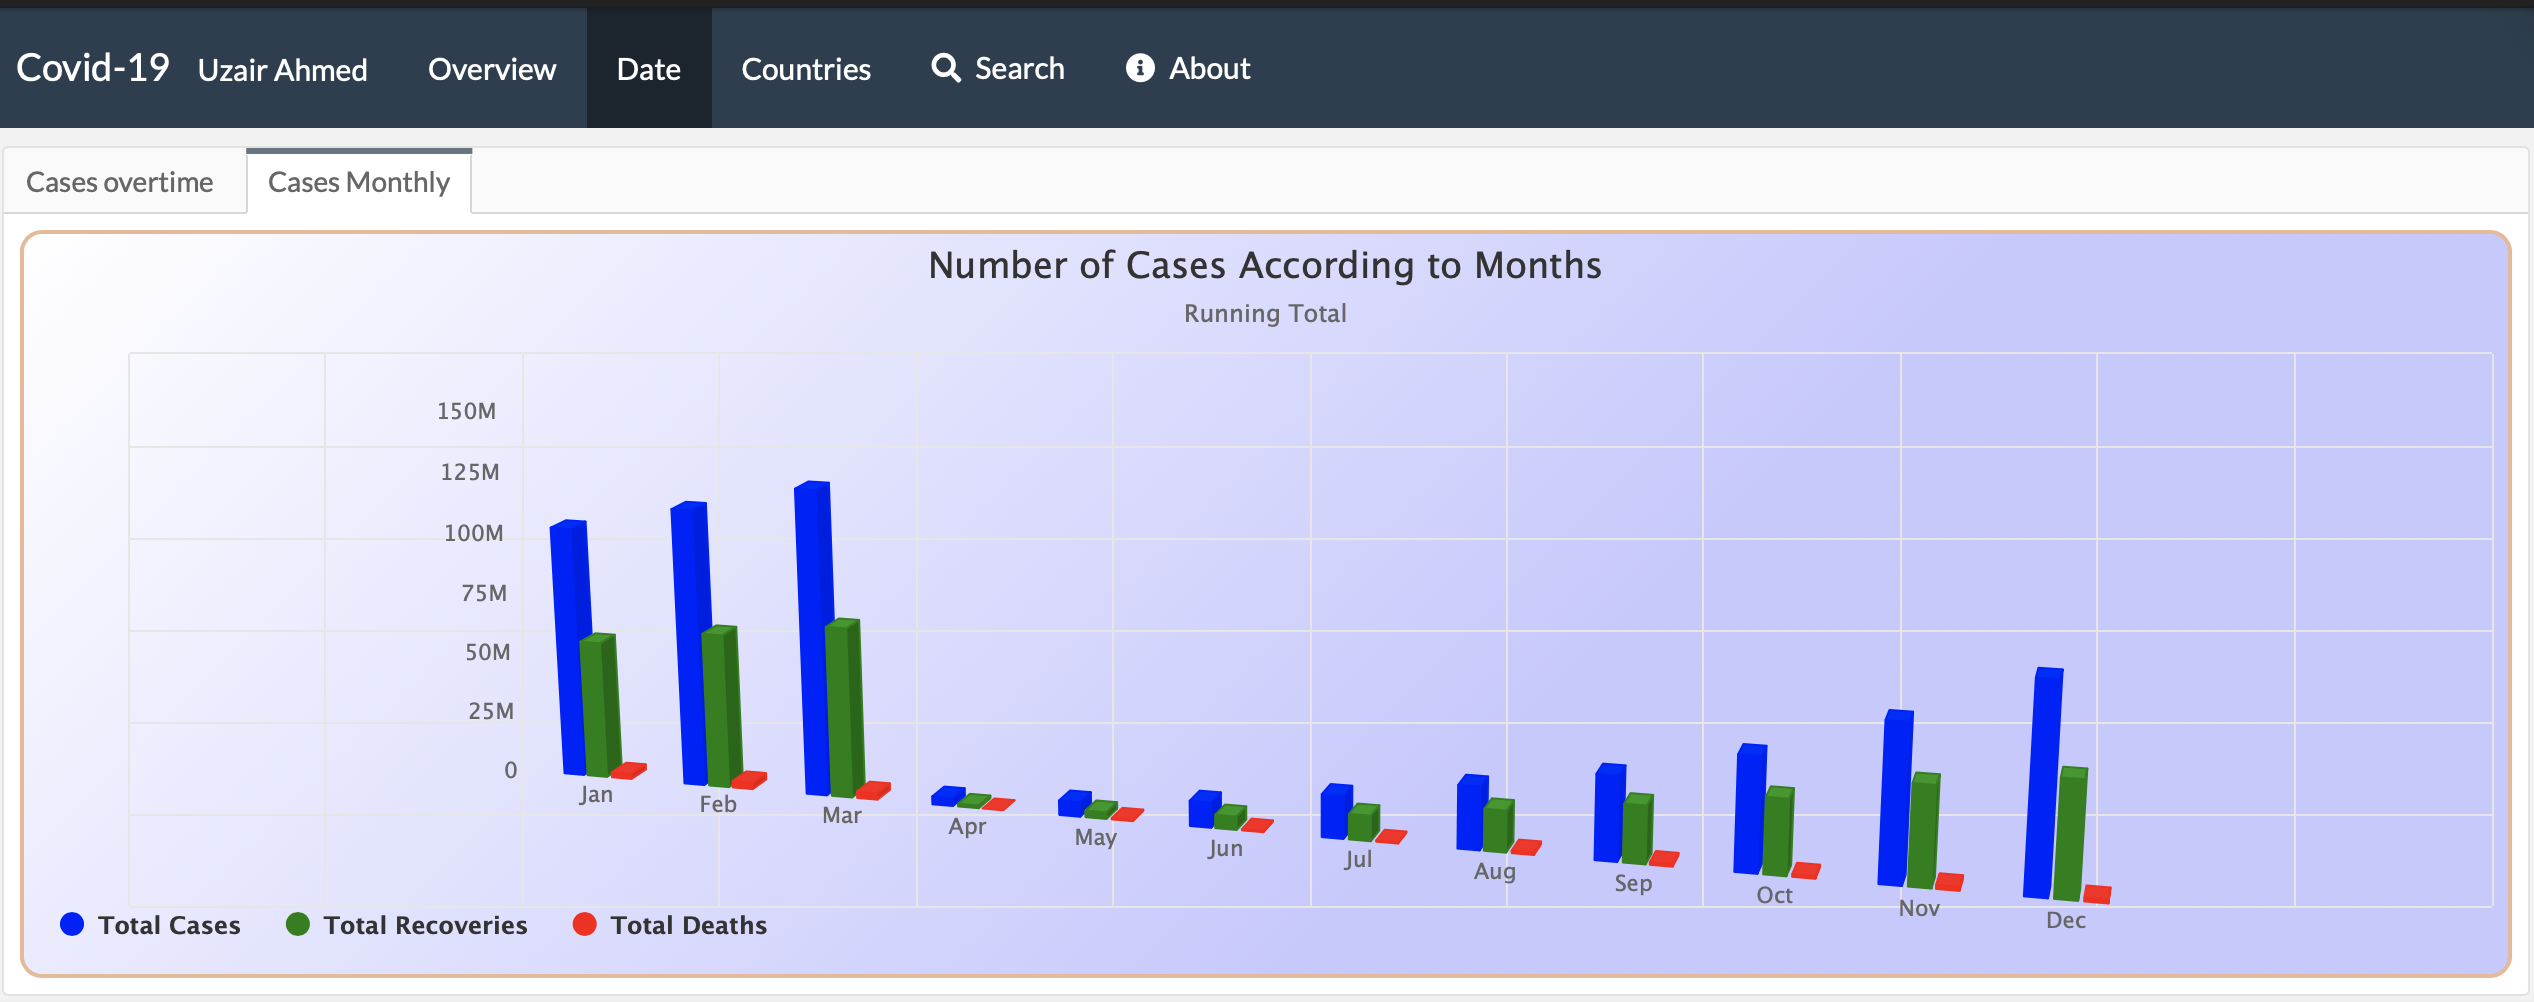 Covid-19 Uzair Ahmed Overview Date Countries Search About
Cases overtime Cases Monthly
Number of Cases According to Months
Running Total
150M
125M
100M
75M
50M
25M
0
Jan Feb Mar Apr May Jun Jul Aug Sep Oct Nov Dec
Total Cases Total Recoveries Total Deaths